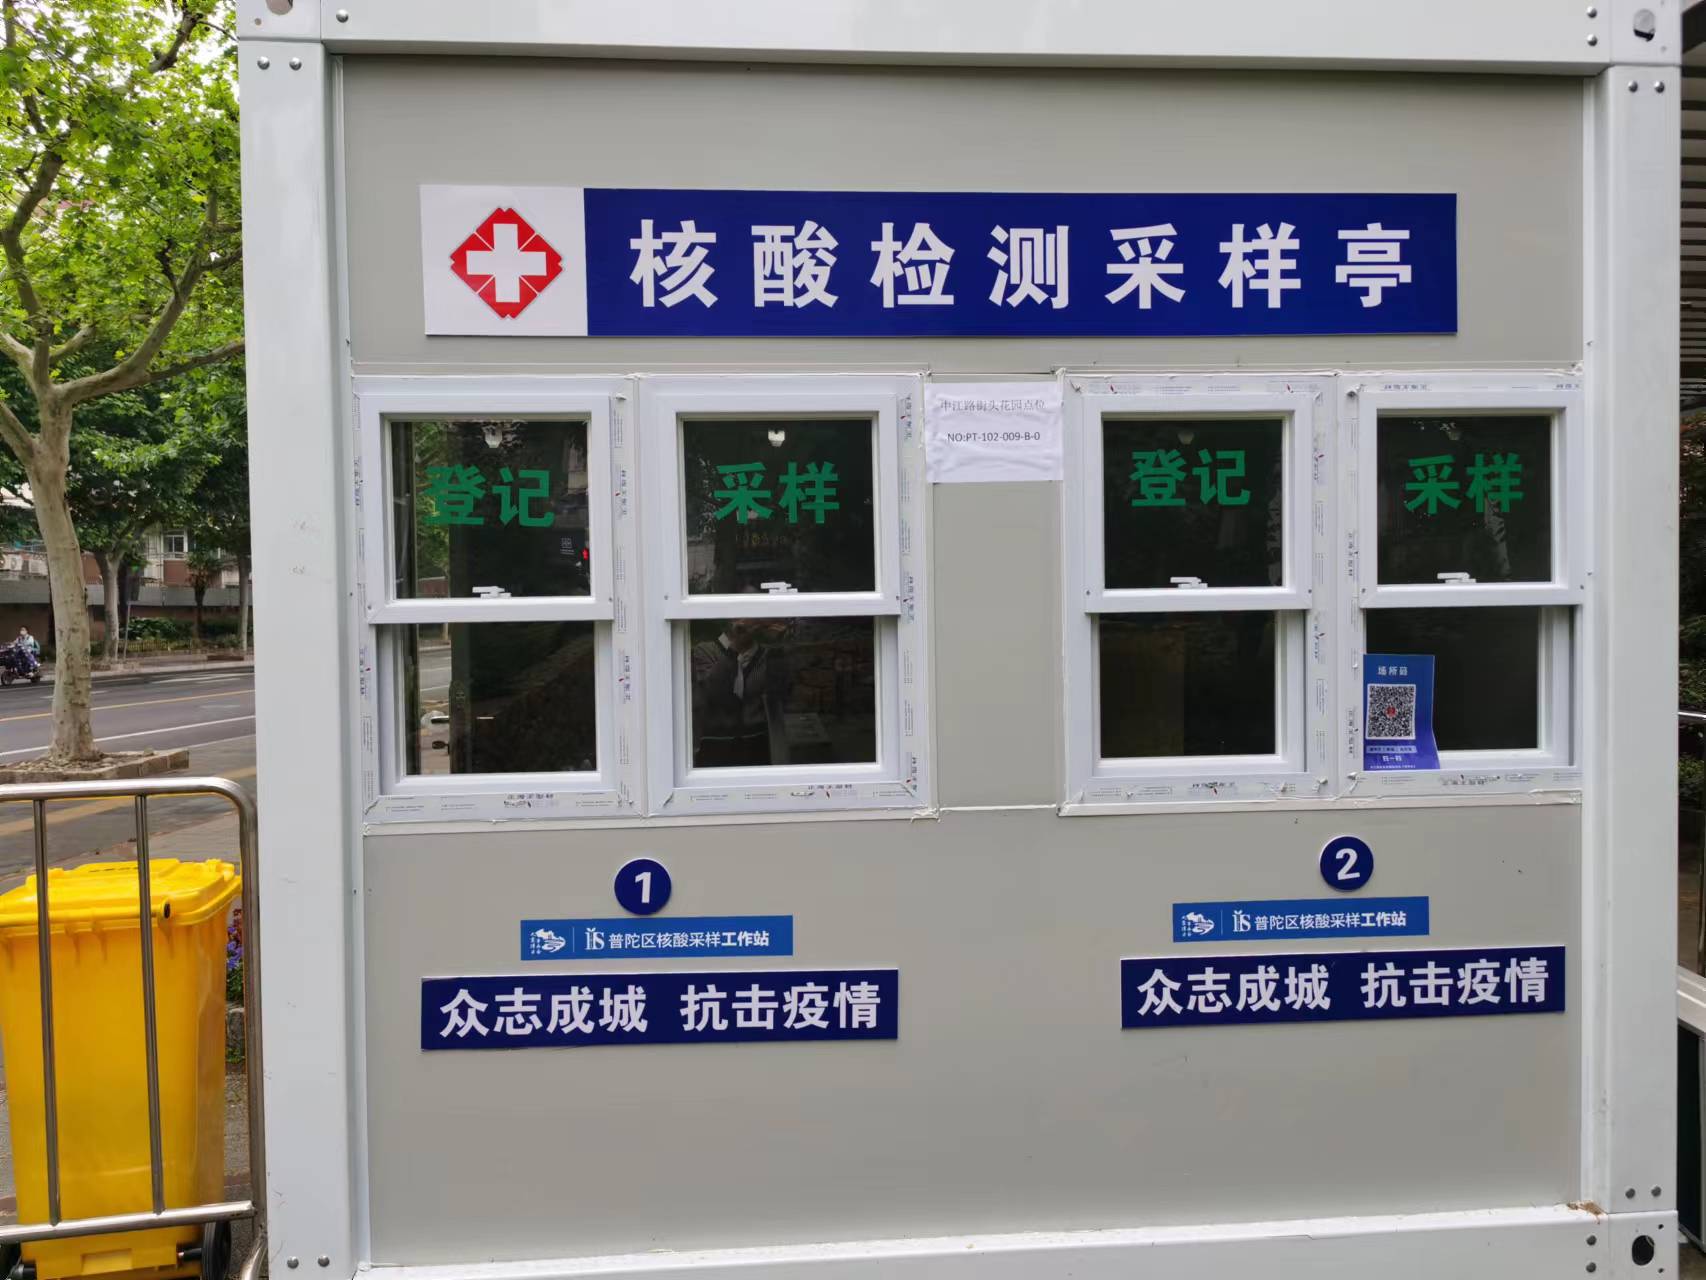 核酸检测采样亭
中江路街头花园点位
NO:PT-102-009-B-0
登记
采样
登记
采样
场所码
扫一扫
1
普陀区核酸采样工作站
众志成城 抗击疫情
2
普陀区核酸采样工作站
众志成城 抗击疫情